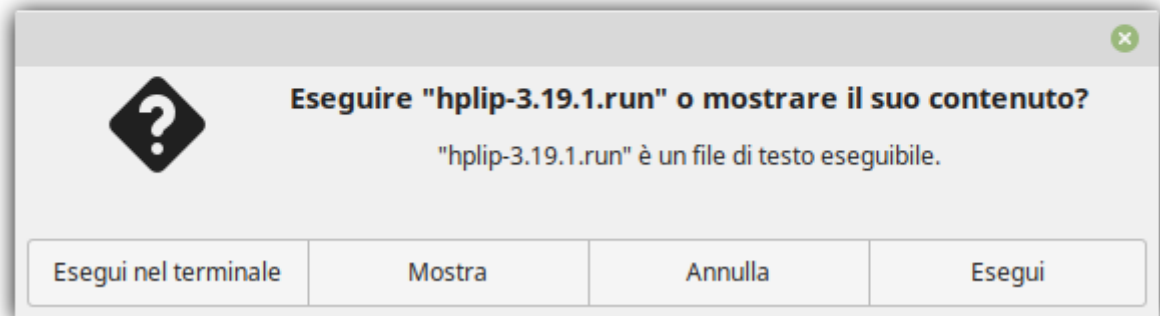 Eseguire "hplip-3.19.1.run" o mostrare il suo contenuto?
"hplip-3.19.1.run" è un file di testo eseguibile.
Esegui nel terminale
Mostra
Annulla
Esegui